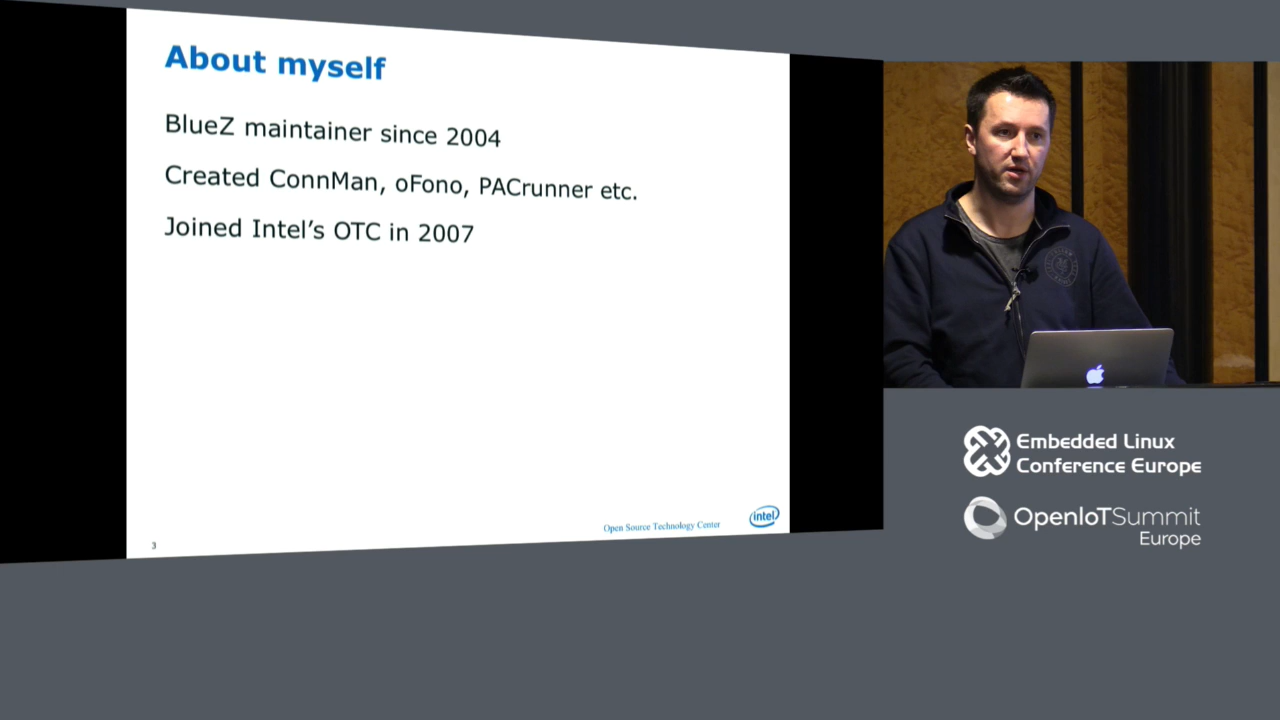 About myself
BlueZ maintainer since 2004
Created ConnMan, oFono, PACrunner etc.
Joined Intel's OTC in 2007
Open Source Technology Center
intel
3
Embedded Linux
Conference Europe
OpenIoTSummit
Europe